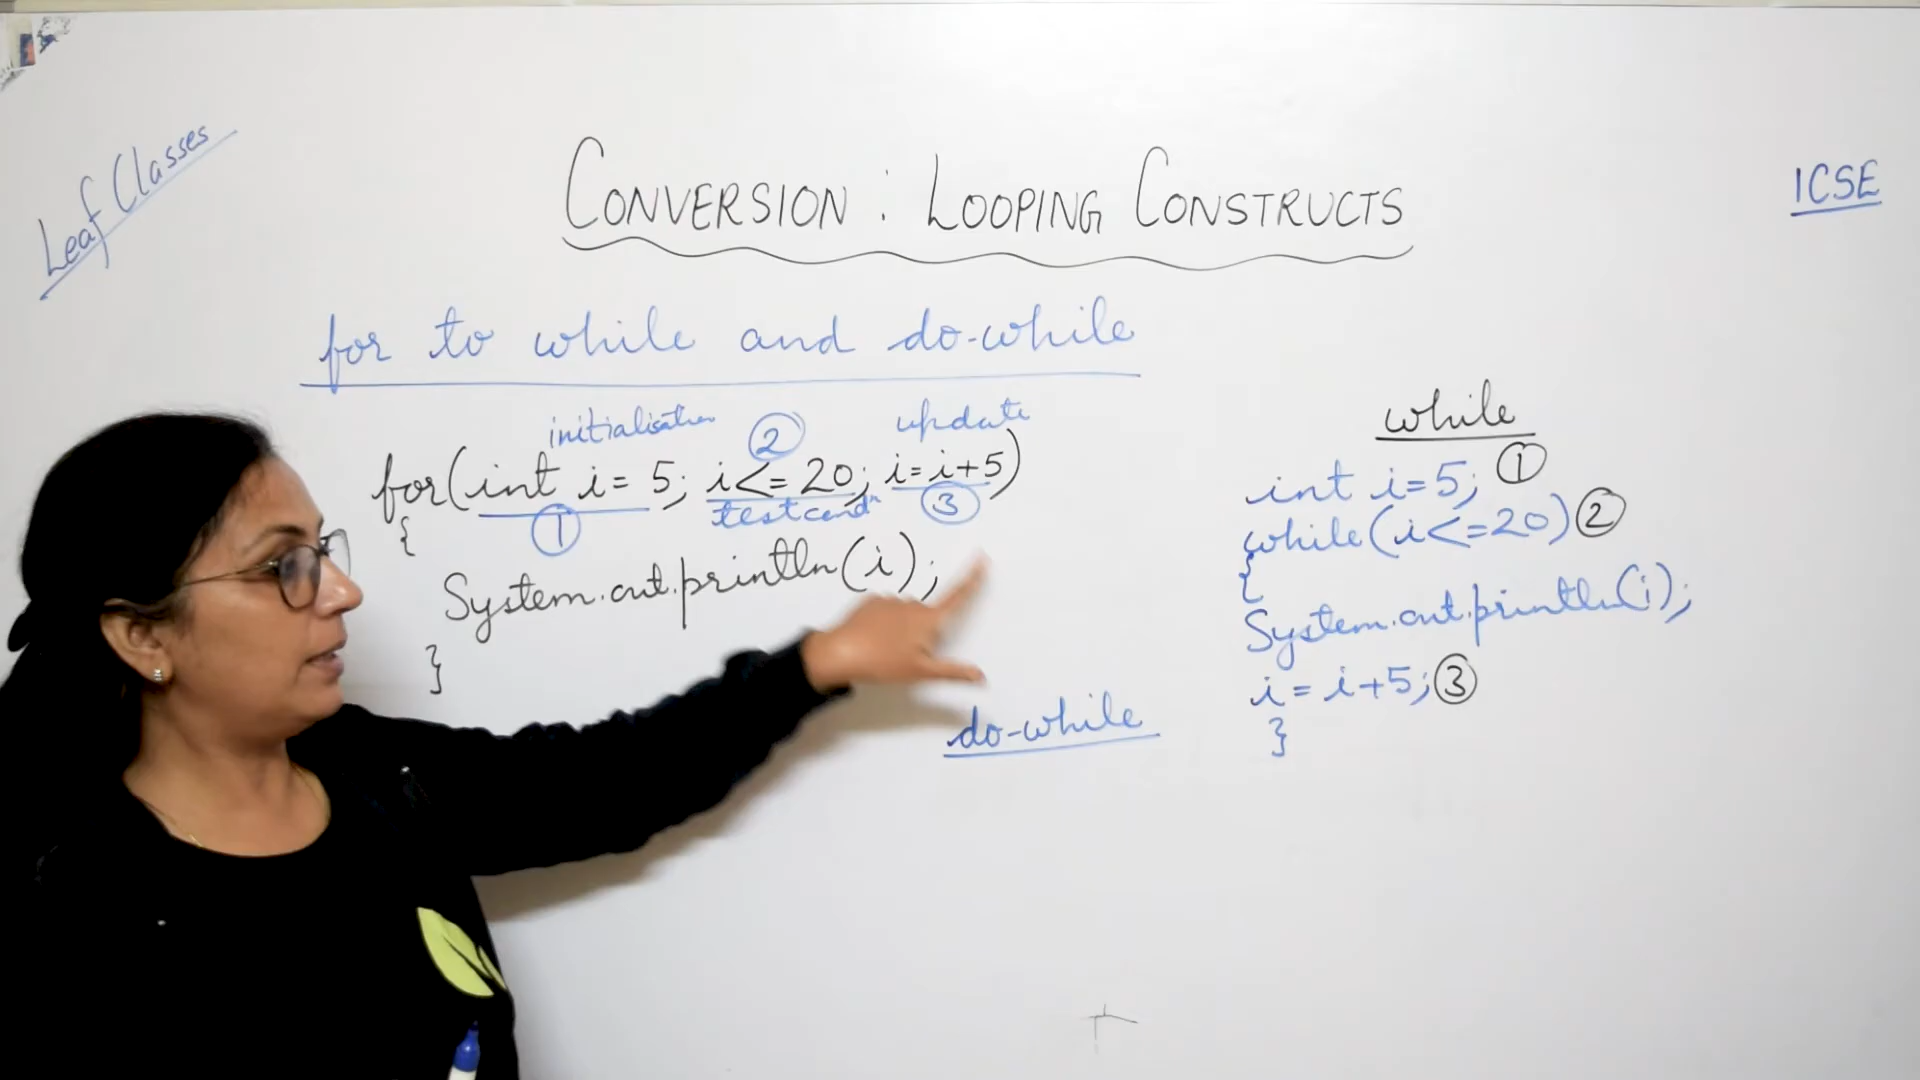 Leaf Classes
CONVERSION : LOOPING CONSTRUCTS
ICSE
for to while and do-while
initialisation ② update
for(int i= 5; i<= 20; i= i+5)
① testcondn ③
{
System.out.println(i);
}
do-while
while
int i=5; ①
while(i<=20) ②
{
System.out.println(i);
i = i+5; ③
}